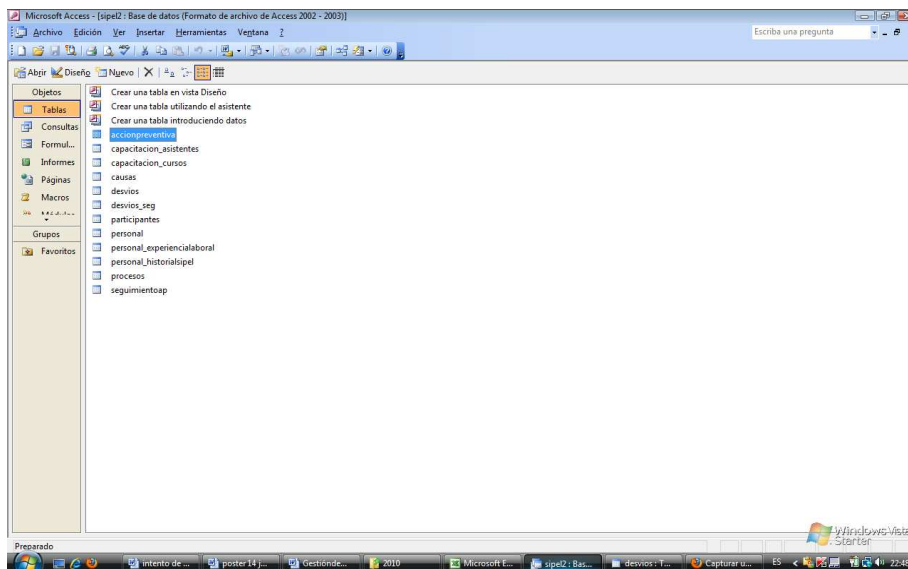 Microsoft Access - [sipel2 : Base de datos (Formato de archivo de Access 2002 - 2003)]
Archivo Edición Ver Insertar Herramientas Ventana ? Escriba una pregunta
Abrir Diseño Nuevo
Objetos
Tablas
Consultas
Formul...
Informes
Páginas
Macros
Módulos
Grupos
Favoritos
Crear una tabla en vista Diseño
Crear una tabla utilizando el asistente
Crear una tabla introduciendo datos
accionpreventiva
capacitacion_asistentes
capacitacion_cursos
causas
desvios
desvios_seg
participantes
personal
personal_experiencialaboral
personal_historialsipel
procesos
seguimientoap
Windows Vista
Starter
Preparado
intento de ... poster 14 j... Gestiónde... 2010 Microsoft E... sipel2 : Bas... desvios : T... Capturar u... ES 22:48